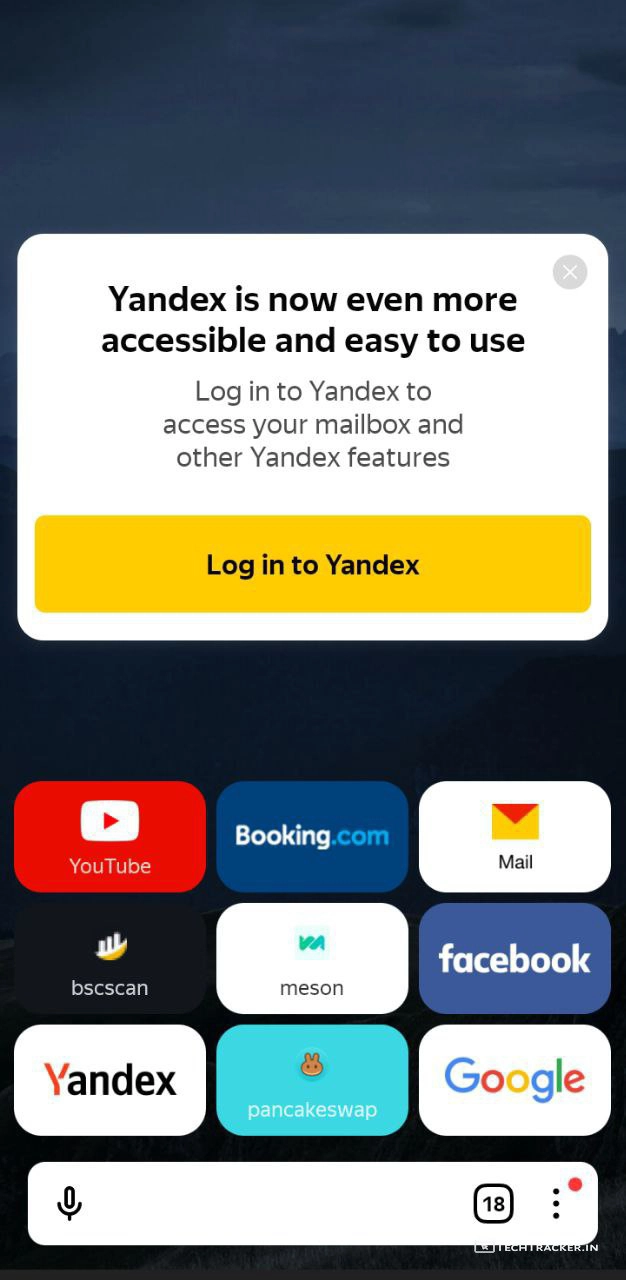 Yandex is now even more
accessible and easy to use
Log in to Yandex to
access your mailbox and
other Yandex features
Log in to Yandex
YouTube
Booking.com
Mail
bscscan
meson
facebook
Yandex
pancakeswap
Google
18
TECHTRACKER.IN